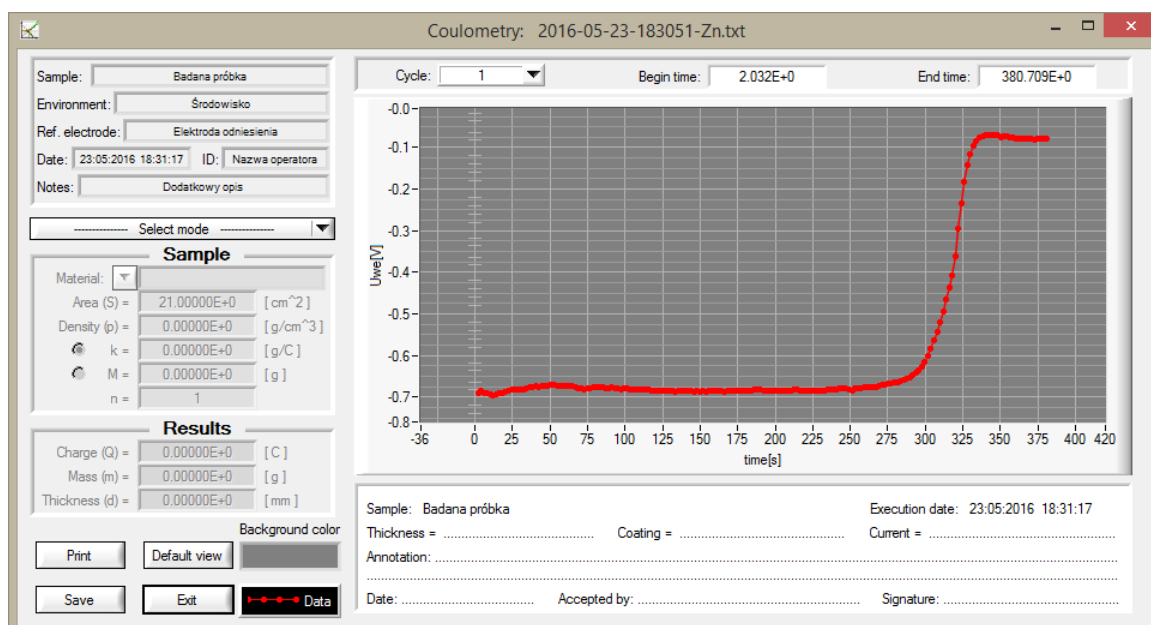 Coulometry: 2016-05-23-183051-Zn.txt
Sample: Badana próbka
Environment: Środowisko
Ref. electrode: Elektroda odniesienia
Date: 23:05:2016 18:31:17 ID: Nazwa operatora
Notes: Dodatkowy opis
-------------- Select mode --------------
Sample
Material:
Area (S) = 21.00000E+0 [cm^2]
Density (p) = 0.00000E+0 [g/cm^3]
k = 0.00000E+0 [g/C]
M = 0.00000E+0 [g]
n = 1
Results
Charge (Q) = 0.00000E+0 [C]
Mass (m) = 0.00000E+0 [g]
Thickness (d) = 0.00000E+0 [mm]
Background color
Print Default view
Save Exit Data
Cycle: 1 Begin time: 2.032E+0 End time: 380.709E+0
-0.0
-0.1
-0.2
-0.3
-0.4
-0.5
-0.6
-0.7
-0.8
Uwe[V]
-36 0 25 50 75 100 125 150 175 200 225 250 275 300 325 350 375 400 420
time[s]
Sample: Badana próbka Execution date: 23:05:2016 18:31:17
Thickness = ........................................ Coating = ........................................ Current = ........................................
Annotation: ........................................
Date: ........................................ Accepted by: ........................................ Signature: ........................................